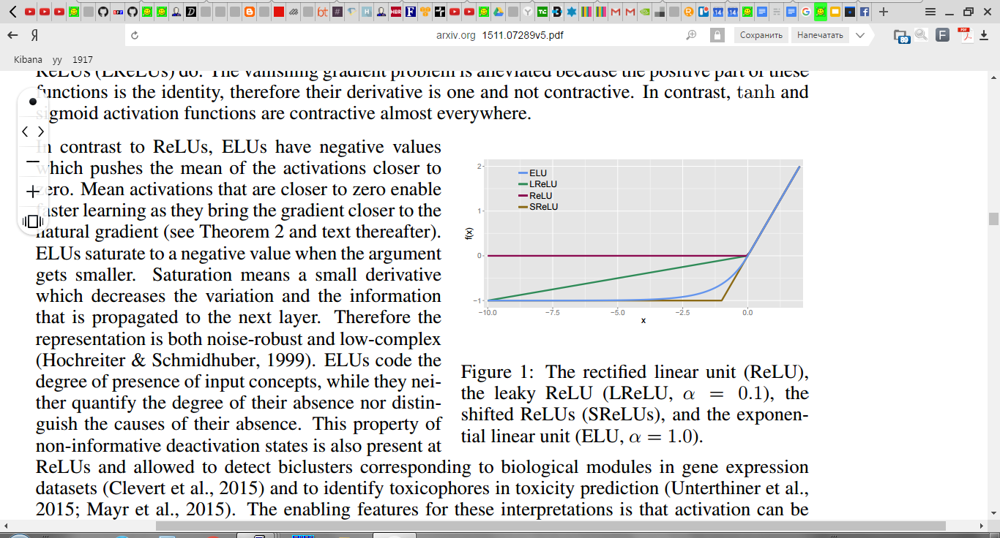 arxiv.org 1511.07289v5.pdf
Сохранить
Напечатать
Kibana yy 1917
ReLUs (LReLUs) do. The vanishing gradient problem is alleviated because the positive part of these
functions is the identity, therefore their derivative is one and not contractive. In contrast, tanh and
sigmoid activation functions are contractive almost everywhere.
In contrast to ReLUs, ELUs have negative values
which pushes the mean of the activations closer to
zero. Mean activations that are closer to zero enable
faster learning as they bring the gradient closer to the
natural gradient (see Theorem 2 and text thereafter).
ELUs saturate to a negative value when the argument
gets smaller. Saturation means a small derivative
which decreases the variation and the information
that is propagated to the next layer. Therefore the
representation is both noise-robust and low-complex
(Hochreiter & Schmidhuber, 1999). ELUs code the
degree of presence of input concepts, while they nei-
ther quantify the degree of their absence nor distin-
guish the causes of their absence. This property of
non-informative deactivation states is also present at
ELU
LReLU
ReLU
SReLU
2
1
0
−1
f(x)
−10.0 −7.5 −5.0 −2.5 0.0
x
Figure 1: The rectified linear unit (ReLU),
the leaky ReLU (LReLU, α = 0.1), the
shifted ReLUs (SReLUs), and the exponen-
tial linear unit (ELU, α = 1.0).
ReLUs and allowed to detect biclusters corresponding to biological modules in gene expression
datasets (Clevert et al., 2015) and to identify toxicophores in toxicity prediction (Unterthiner et al.,
2015; Mayr et al., 2015). The enabling features for these interpretations is that activation can be